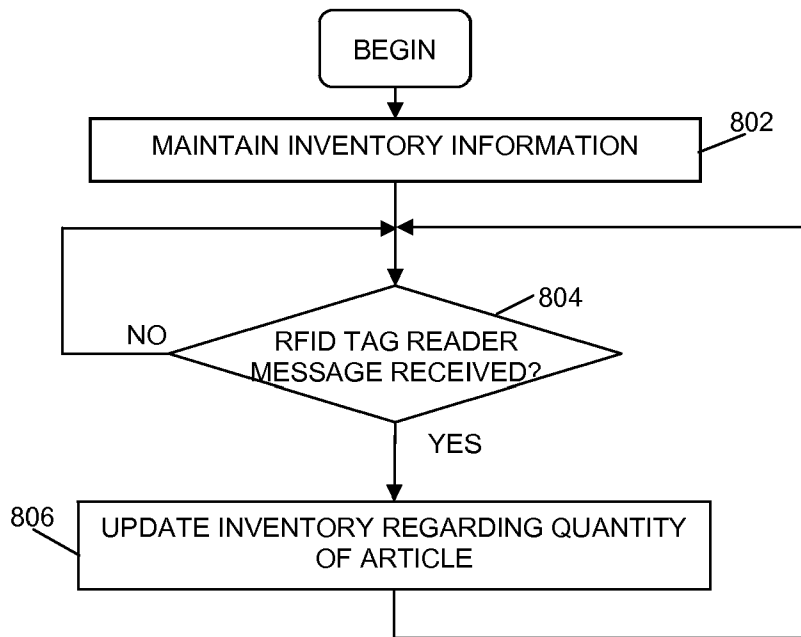 BEGIN
MAINTAIN INVENTORY INFORMATION
802
804
NO
RFID TAG READER
MESSAGE RECEIVED?
YES
806
UPDATE INVENTORY REGARDING QUANTITY
OF ARTICLE